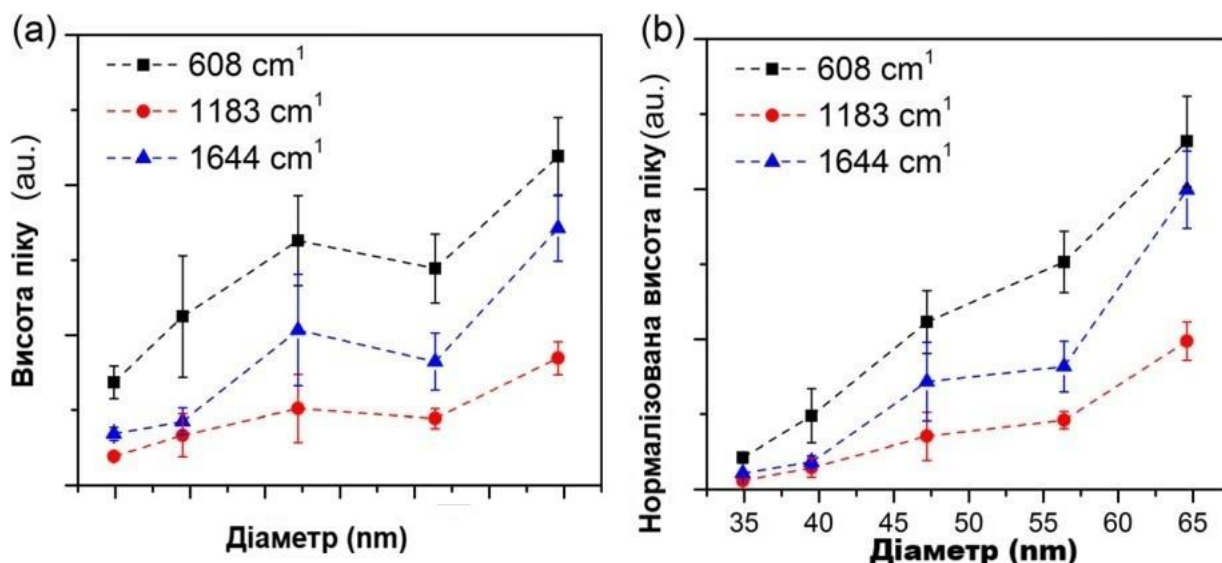 (a)
608 cm¹
1183 cm¹
1644 cm¹
Висота піку (au.)
Діаметр (nm)
(b)
608 cm¹
1183 cm¹
1644 cm¹
Нормалізована висота піку (au.)
35 40 45 50 55 60 65
Діаметр (nm)